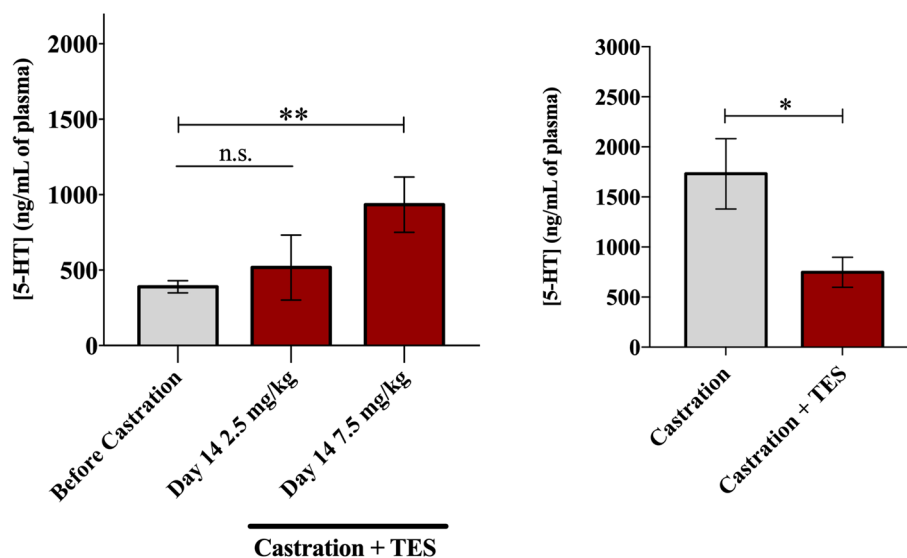 [5-HT] (ng/mL of plasma)
2000
1500
1000
500
0
**
n.s.
Before Castration
Day 14 2.5 mg/kg
Day 14 7.5 mg/kg
Castration + TES
[5-HT] (ng/mL of plasma)
3000
2500
2000
1500
1000
500
0
*
Castration
Castration + TES